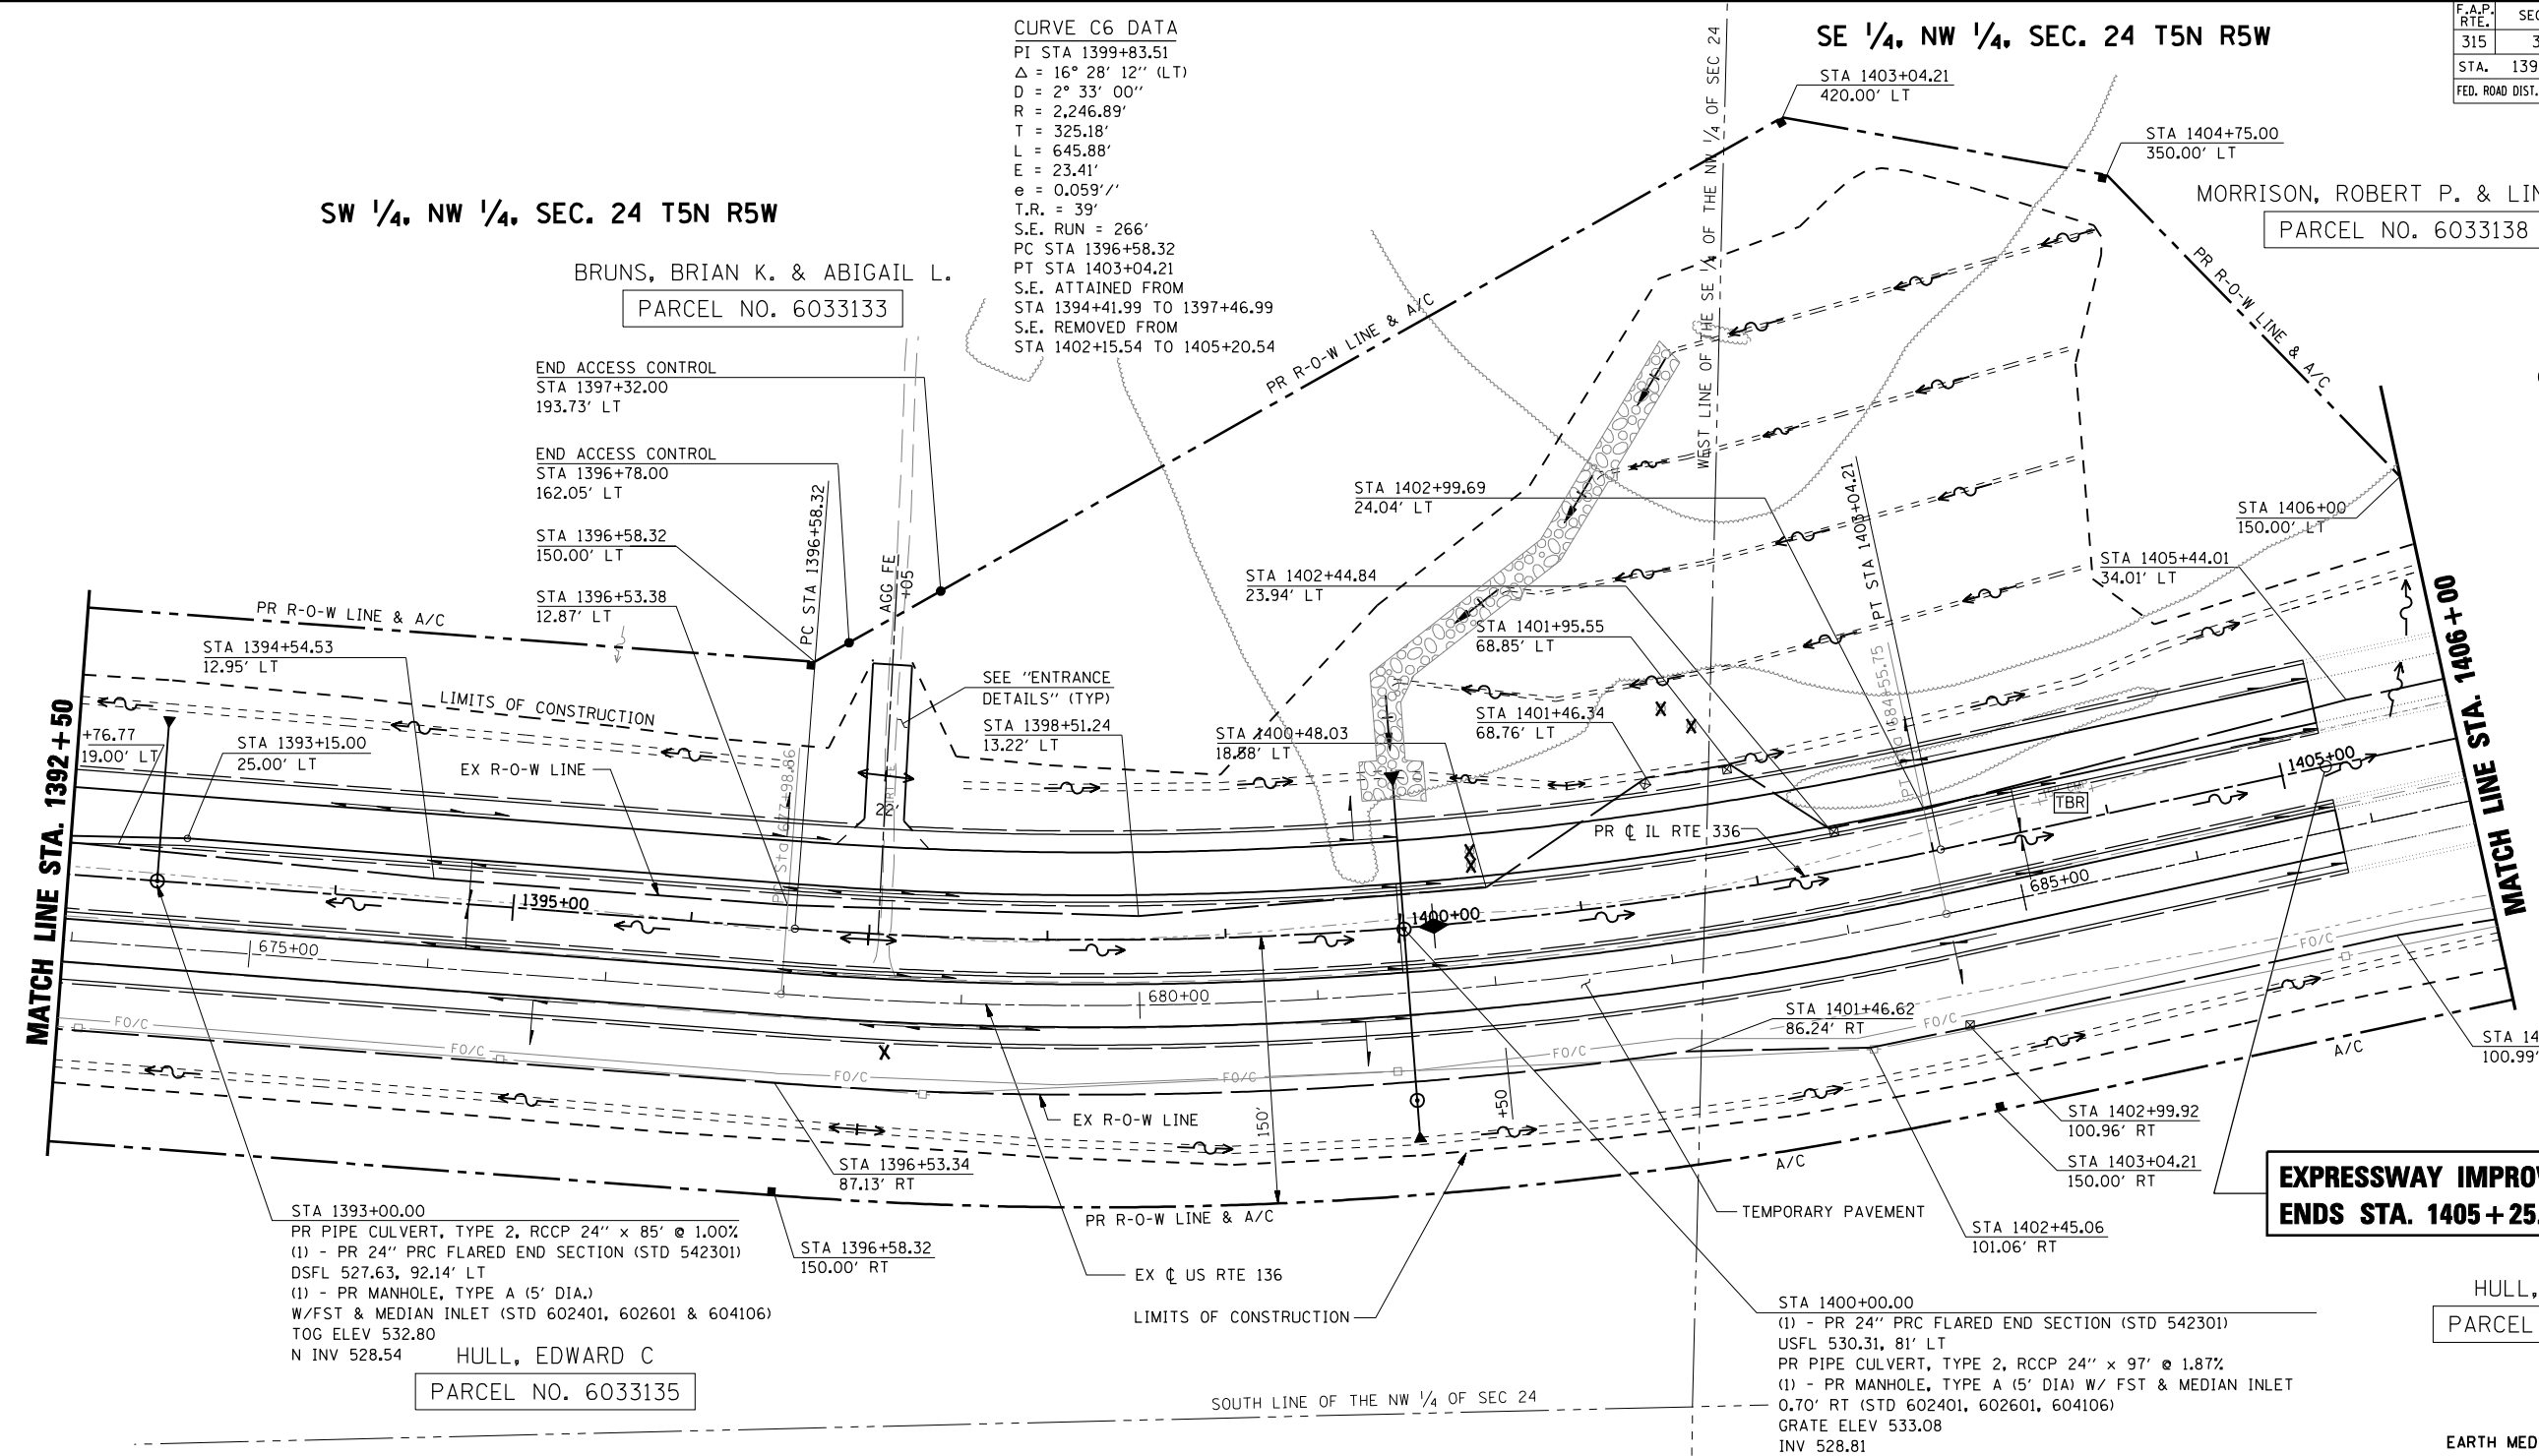 CURVE C6 DATA
PI STA 1399+83.51
Δ = 16° 28' 12'' (LT)
D = 2° 33' 00''
R = 2,246.89'
T = 325.18'
L = 645.88'
E = 23.41'
e = 0.059'/'
T.R. = 39'
S.E. RUN = 266'
PC STA 1396+58.32
PT STA 1403+04.21
S.E. ATTAINED FROM
STA 1394+41.99 TO 1397+46.99
S.E. REMOVED FROM
STA 1402+15.54 TO 1405+20.54
SE 1/4, NW 1/4, SEC. 24 T5N R5W
F.A.P. RTE.
315
STA. 139
FED. ROAD DIST.
STA 1403+04.21
420.00' LT
STA 1404+75.00
350.00' LT
MORRISON, ROBERT P. & LIN
PARCEL NO. 6033138
SW 1/4, NW 1/4, SEC. 24 T5N R5W
BRUNS, BRIAN K. & ABIGAIL L.
PARCEL NO. 6033133
WEST LINE OF THE SE 1/4 OF THE NW 1/4 OF SEC 24
PR R-O-W LINE & A/C
PR R-O-W LINE & A/C
END ACCESS CONTROL
STA 1397+32.00
193.73' LT
END ACCESS CONTROL
STA 1396+78.00
162.05' LT
STA 1396+58.32
150.00' LT
STA 1396+53.38
12.87' LT
PC STA 1396+58.32
AGG FE
+05
STA 1402+99.69
24.04' LT
STA 1402+44.84
23.94' LT
STA 1401+95.55
68.85' LT
STA 1401+46.34
68.76' LT
PT STA 1403+04.21
STA 1406+00
150.00' LT
STA 1405+44.01
34.01' LT
PR R-O-W LINE & A/C
STA 1394+54.53
12.95' LT
LIMITS OF CONSTRUCTION
SEE "ENTRANCE
DETAILS" (TYP)
STA 1398+51.24
13.22' LT
STA 1400+48.03
18.58' LT
+76.77
19.00' LT
STA 1393+15.00
25.00' LT
EX R-O-W LINE
22'
PR ℄ IL RTE 336
TBR
1405+00
MATCH LINE STA. 1392+50
MATCH LINE STA. 1406+00
1395+00
1400+00
675+00
680+00
685+00
FO/C
FO/C
FO/C
FO/C
FO/C
FO/C
FO/C
EX R-O-W LINE
150'
+50
STA 1401+46.62
86.24' RT
STA 14
100.99'
A/C
A/C
STA 1402+99.92
100.96' RT
STA 1403+04.21
150.00' RT
STA 1402+45.06
101.06' RT
TEMPORARY PAVEMENT
STA 1396+53.34
87.13' RT
STA 1396+58.32
150.00' RT
PR R-O-W LINE & A/C
EX ℄ US RTE 136
LIMITS OF CONSTRUCTION
ENDS STA. 1405+25.
STA 1393+00.00
PR PIPE CULVERT, TYPE 2, RCCP 24'' x 85' @ 1.00%
(1) - PR 24'' PRC FLARED END SECTION (STD 542301)
DSFL 527.63, 92.14' LT
(1) - PR MANHOLE, TYPE A (5' DIA.)
W/FST & MEDIAN INLET (STD 602401, 602601 & 604106)
TOG ELEV 532.80
N INV 528.54
HULL, EDWARD C
PARCEL NO. 6033135
EXPRESSWAY IMPROV
STA 1400+00.00
(1) - PR 24'' PRC FLARED END SECTION (STD 542301)
USFL 530.31, 81' LT
PR PIPE CULVERT, TYPE 2, RCCP 24'' x 97' @ 1.87%
(1) - PR MANHOLE, TYPE A (5' DIA) W/ FST & MEDIAN INLET
0.70' RT (STD 602401, 602601, 604106)
GRATE ELEV 533.08
INV 528.81
HULL,
PARCEL
SOUTH LINE OF THE NW 1/4 OF SEC 24
EARTH MED